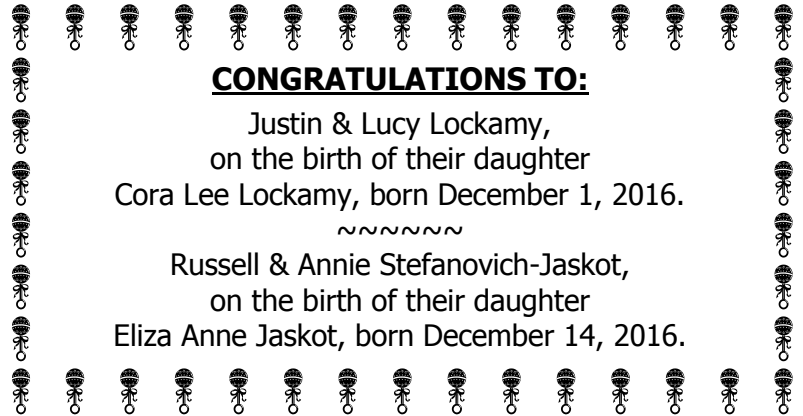 CONGRATULATIONS TO:
Justin & Lucy Lockamy,
on the birth of their daughter
Cora Lee Lockamy, born December 1, 2016.
~~~~~~
Russell & Annie Stefanovich-Jaskot,
on the birth of their daughter
Eliza Anne Jaskot, born December 14, 2016.